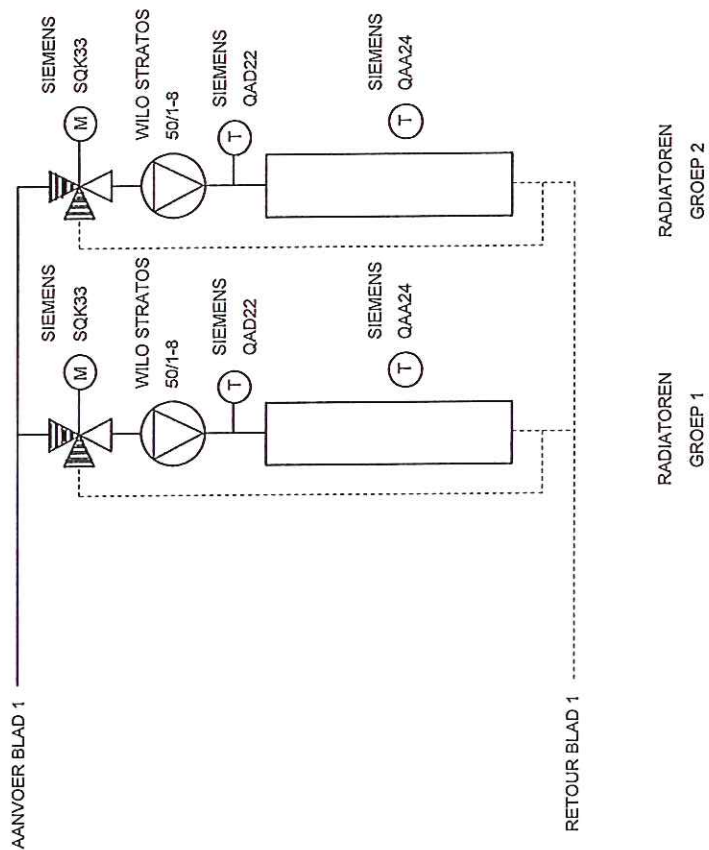 AANVOER BLAD 1
RETOUR BLAD 1
SIEMENS
SQK33
M
WILO STRATOS
50/1-8
SIEMENS
QAD22
T
SIEMENS
QAA24
T
RADIATOREN
GROEP 1
SIEMENS
SQK33
M
WILO STRATOS
50/1-8
SIEMENS
QAD22
T
SIEMENS
QAA24
T
RADIATOREN
GROEP 2